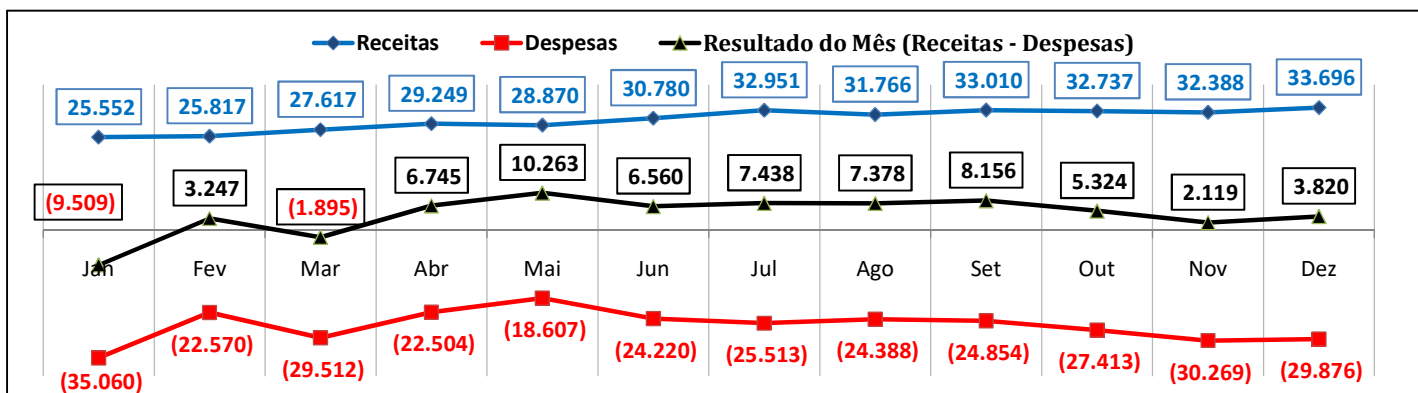 Receitas Despesas Resultado do Mês (Receitas - Despesas)
25.552 25.817 27.617 29.249 28.870 30.780 32.951 31.766 33.010 32.737 32.388 33.696
(9.509) 3.247 (1.895) 6.745 10.263 6.560 7.438 7.378 8.156 5.324 2.119 3.820
Jan Fev Mar Abr Mai Jun Jul Ago Set Out Nov Dez
(35.060) (22.570) (29.512) (22.504) (18.607) (24.220) (25.513) (24.388) (24.854) (27.413) (30.269) (29.876)